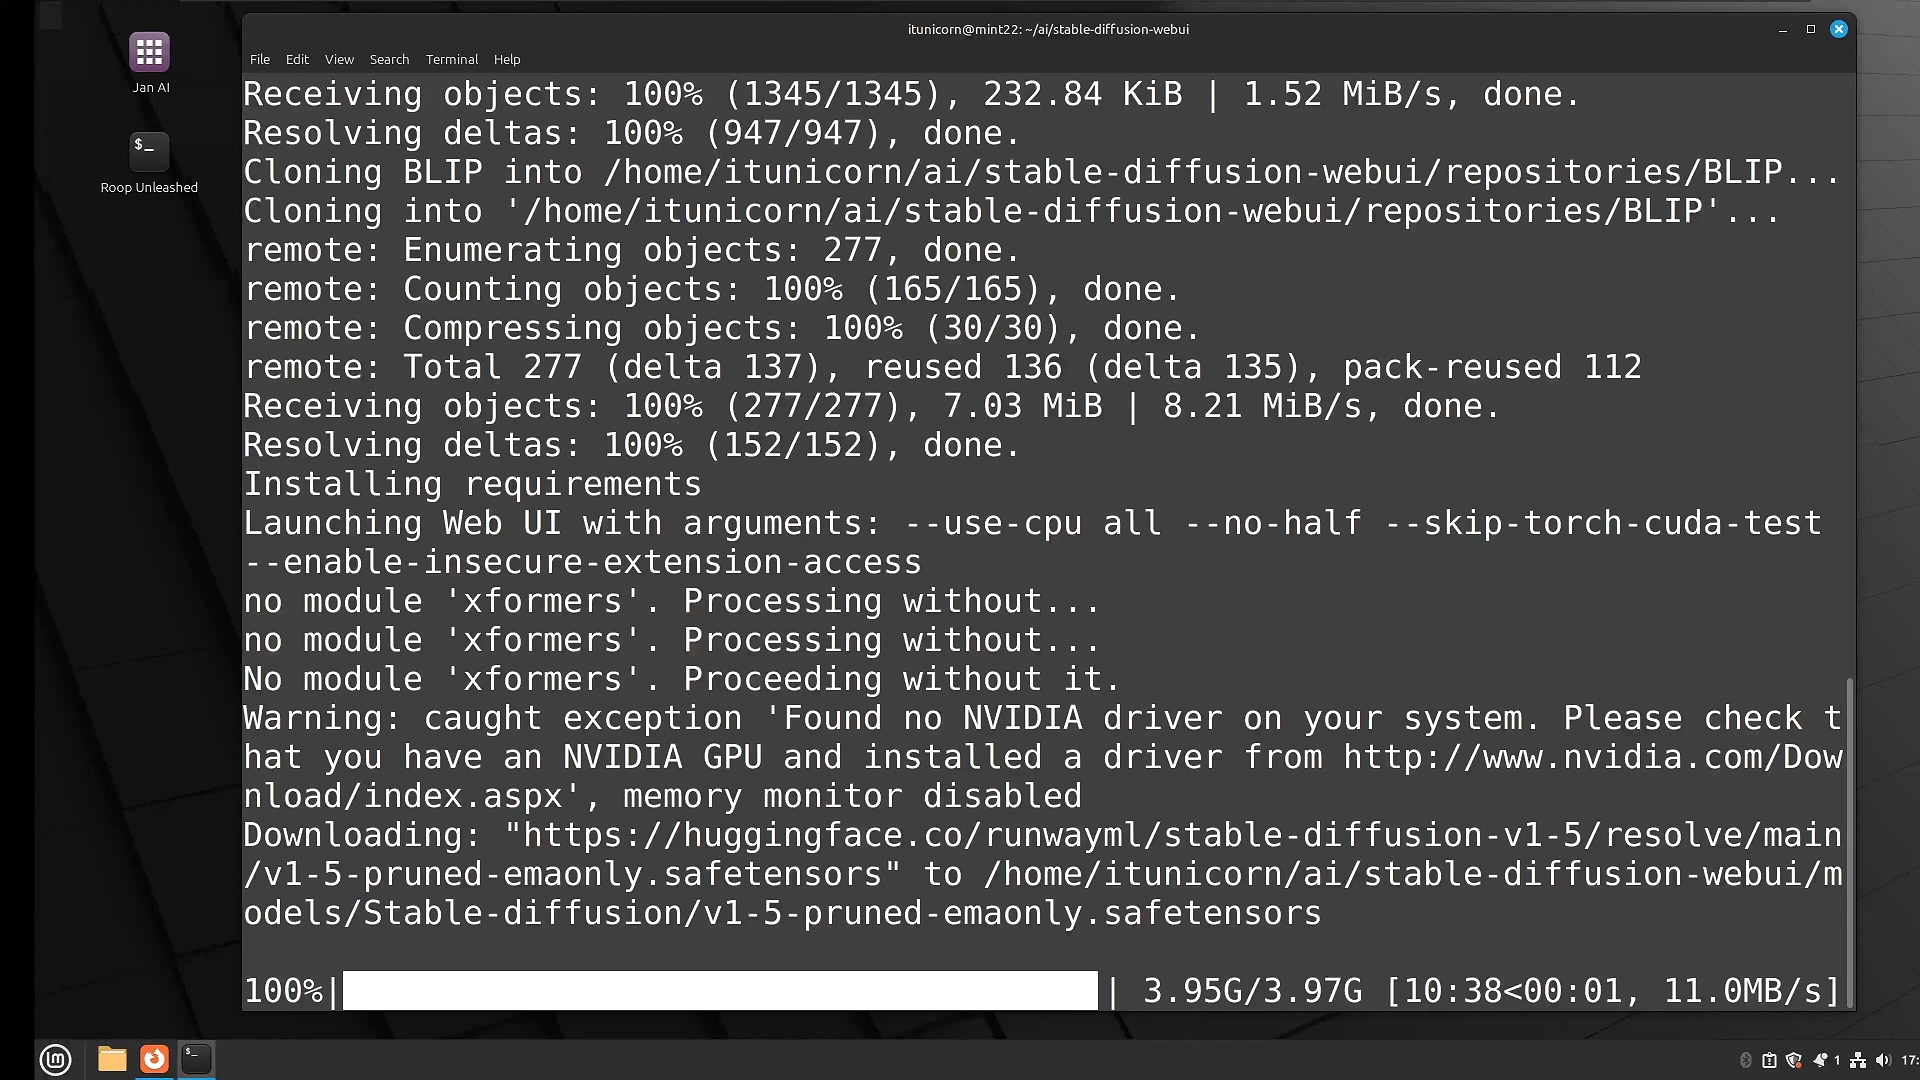 itunicorn@mint22: ~/ai/stable-diffusion-webui
File Edit View Search Terminal Help
Jan AI
$_
Roop Unleashed
Receiving objects: 100% (1345/1345), 232.84 KiB | 1.52 MiB/s, done.
Resolving deltas: 100% (947/947), done.
Cloning BLIP into /home/itunicorn/ai/stable-diffusion-webui/repositories/BLIP...
Cloning into '/home/itunicorn/ai/stable-diffusion-webui/repositories/BLIP'...
remote: Enumerating objects: 277, done.
remote: Counting objects: 100% (165/165), done.
remote: Compressing objects: 100% (30/30), done.
remote: Total 277 (delta 137), reused 136 (delta 135), pack-reused 112
Receiving objects: 100% (277/277), 7.03 MiB | 8.21 MiB/s, done.
Resolving deltas: 100% (152/152), done.
Installing requirements
Launching Web UI with arguments: --use-cpu all --no-half --skip-torch-cuda-test
--enable-insecure-extension-access
no module 'xformers'. Processing without...
no module 'xformers'. Processing without...
No module 'xformers'. Proceeding without it.
Warning: caught exception 'Found no NVIDIA driver on your system. Please check t
hat you have an NVIDIA GPU and installed a driver from http://www.nvidia.com/Dow
nload/index.aspx', memory monitor disabled
Downloading: "https://huggingface.co/runwayml/stable-diffusion-v1-5/resolve/main
/v1-5-pruned-emaonly.safetensors" to /home/itunicorn/ai/stable-diffusion-webui/m
odels/Stable-diffusion/v1-5-pruned-emaonly.safetensors
100%| | 3.95G/3.97G [10:38<00:01, 11.0MB/s]
$_
1
17: